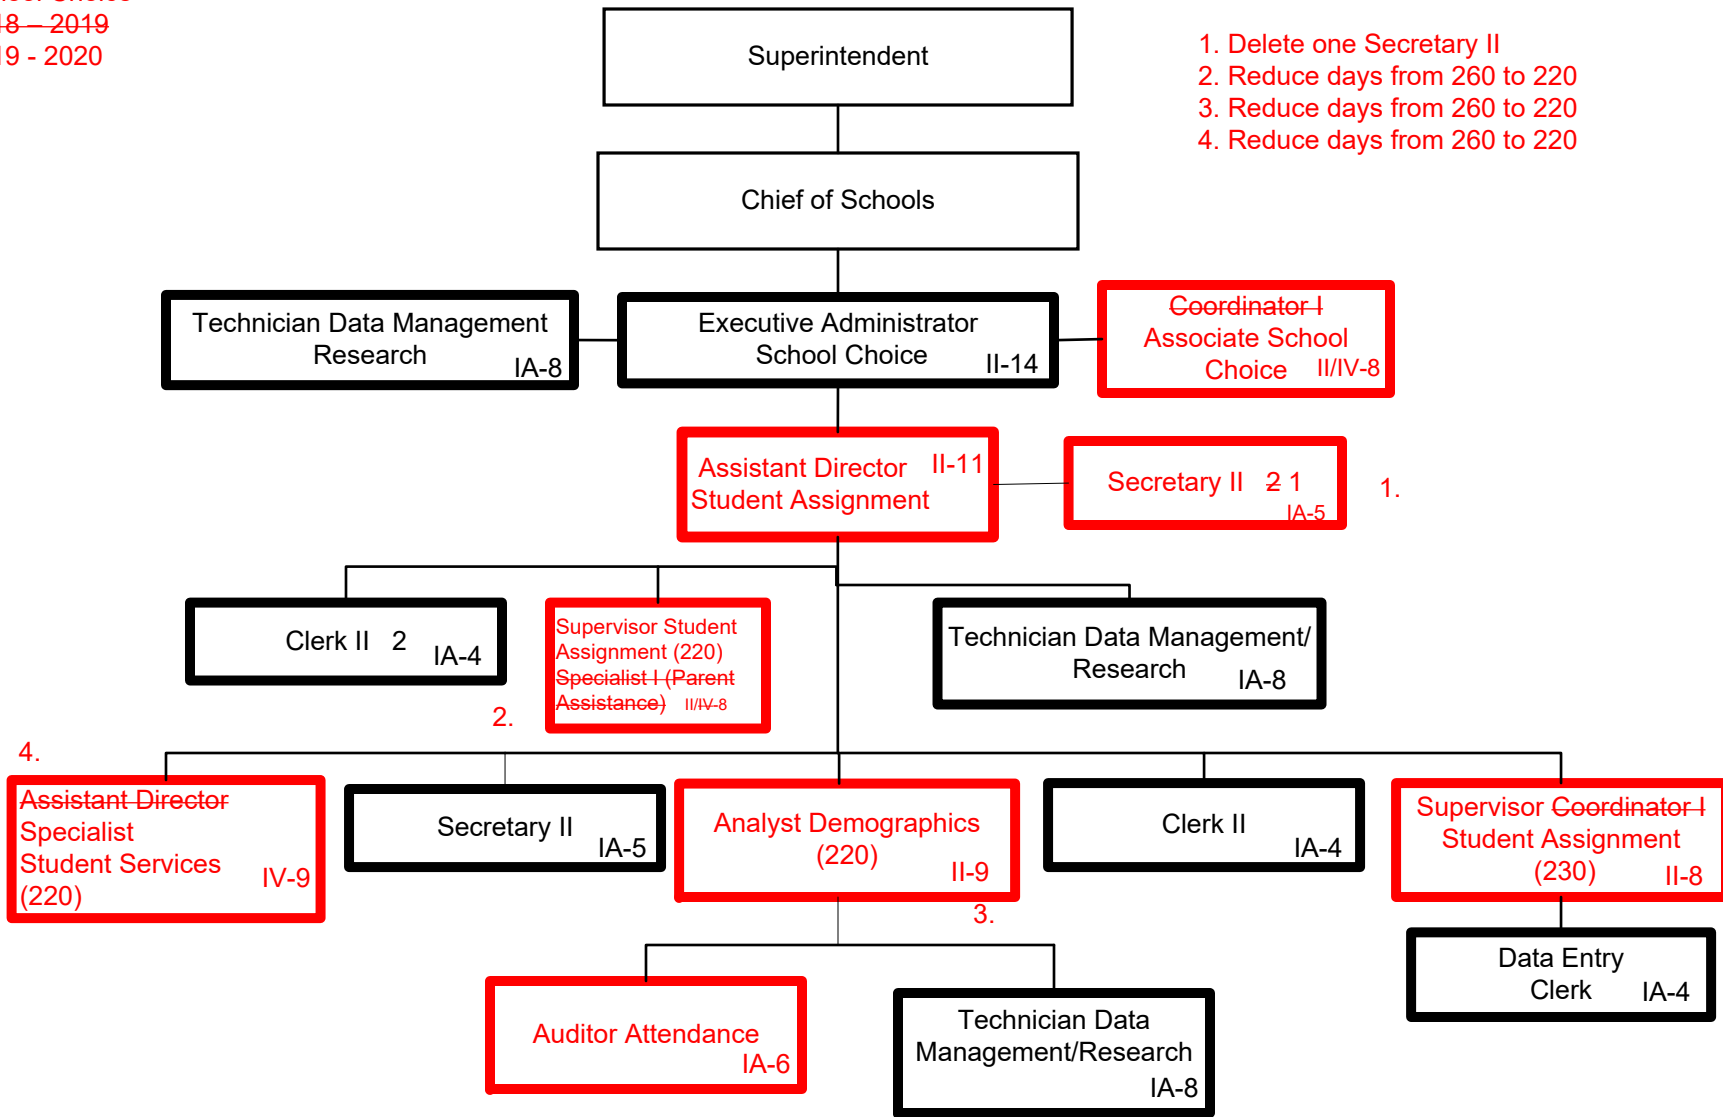 18 – 2019
19 - 2020
Superintendent
1. Delete one Secretary II
2. Reduce days from 260 to 220
3. Reduce days from 260 to 220
4. Reduce days from 260 to 220
Chief of Schools
Technician Data Management
Research
IA-8
Executive Administrator
School Choice
II-14
Coordinator I
Associate School
Choice II/IV-8
Assistant Director II-11
Student Assignment
Secretary II 2 1
IA-5
1.
Clerk II 2
IA-4
Supervisor Student
Assignment (220)
Specialist I (Parent
Assistance) II/IV-8
2.
Technician Data Management/
Research
IA-8
4.
Assistant Director
Specialist
Student Services
(220)
IV-9
Secretary II
IA-5
Analyst Demographics
(220)
II-9
3.
Clerk II
IA-4
Supervisor Coordinator I
Student Assignment
(230)
II-8
Auditor Attendance
IA-6
Technician Data
Management/Research
IA-8
Data Entry
Clerk
IA-4